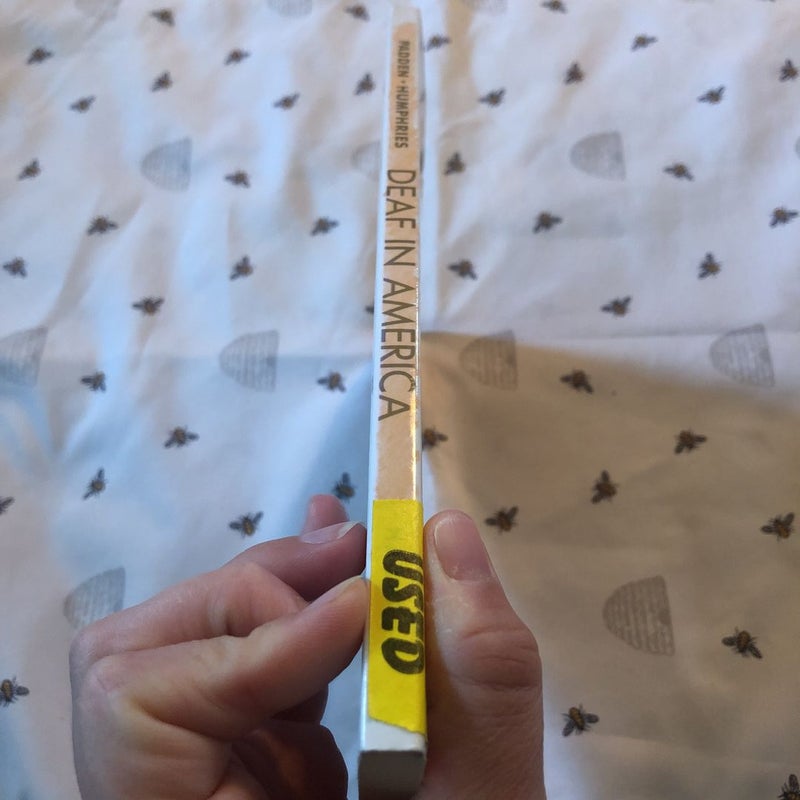 PADDEN • HUMPHRIES
DEAF IN AMERICA
USED